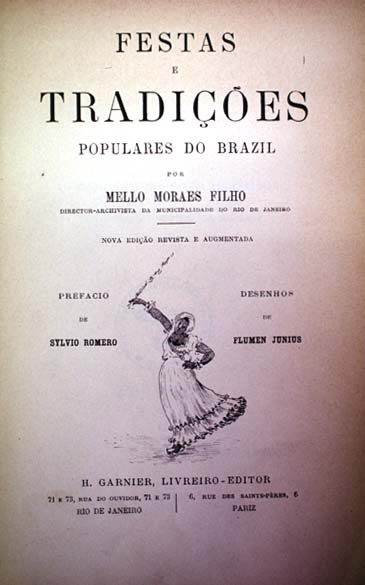 FESTAS
E
TRADIÇÕES
POPULARES DO BRAZIL
POR
MELLO MORAES FILHO
DIRECTOR-ARCHIVISTA DA MUNICIPALIDADE DO RIO DE JANEIRO
NOVA EDIÇÃO REVISTA E AUGMENTADA
PREFACIO
DE
SYLVIO ROMERO
DESENHOS
DE
FLUMEN JUNIUS
H. GARNIER, LIVREIRO-EDITOR
71 E 73, RUA DO OUVIDOR, 71 E 73
RIO DE JANEIRO
6, RUE DES SAINTS-PÈRES, 6
PARIZ